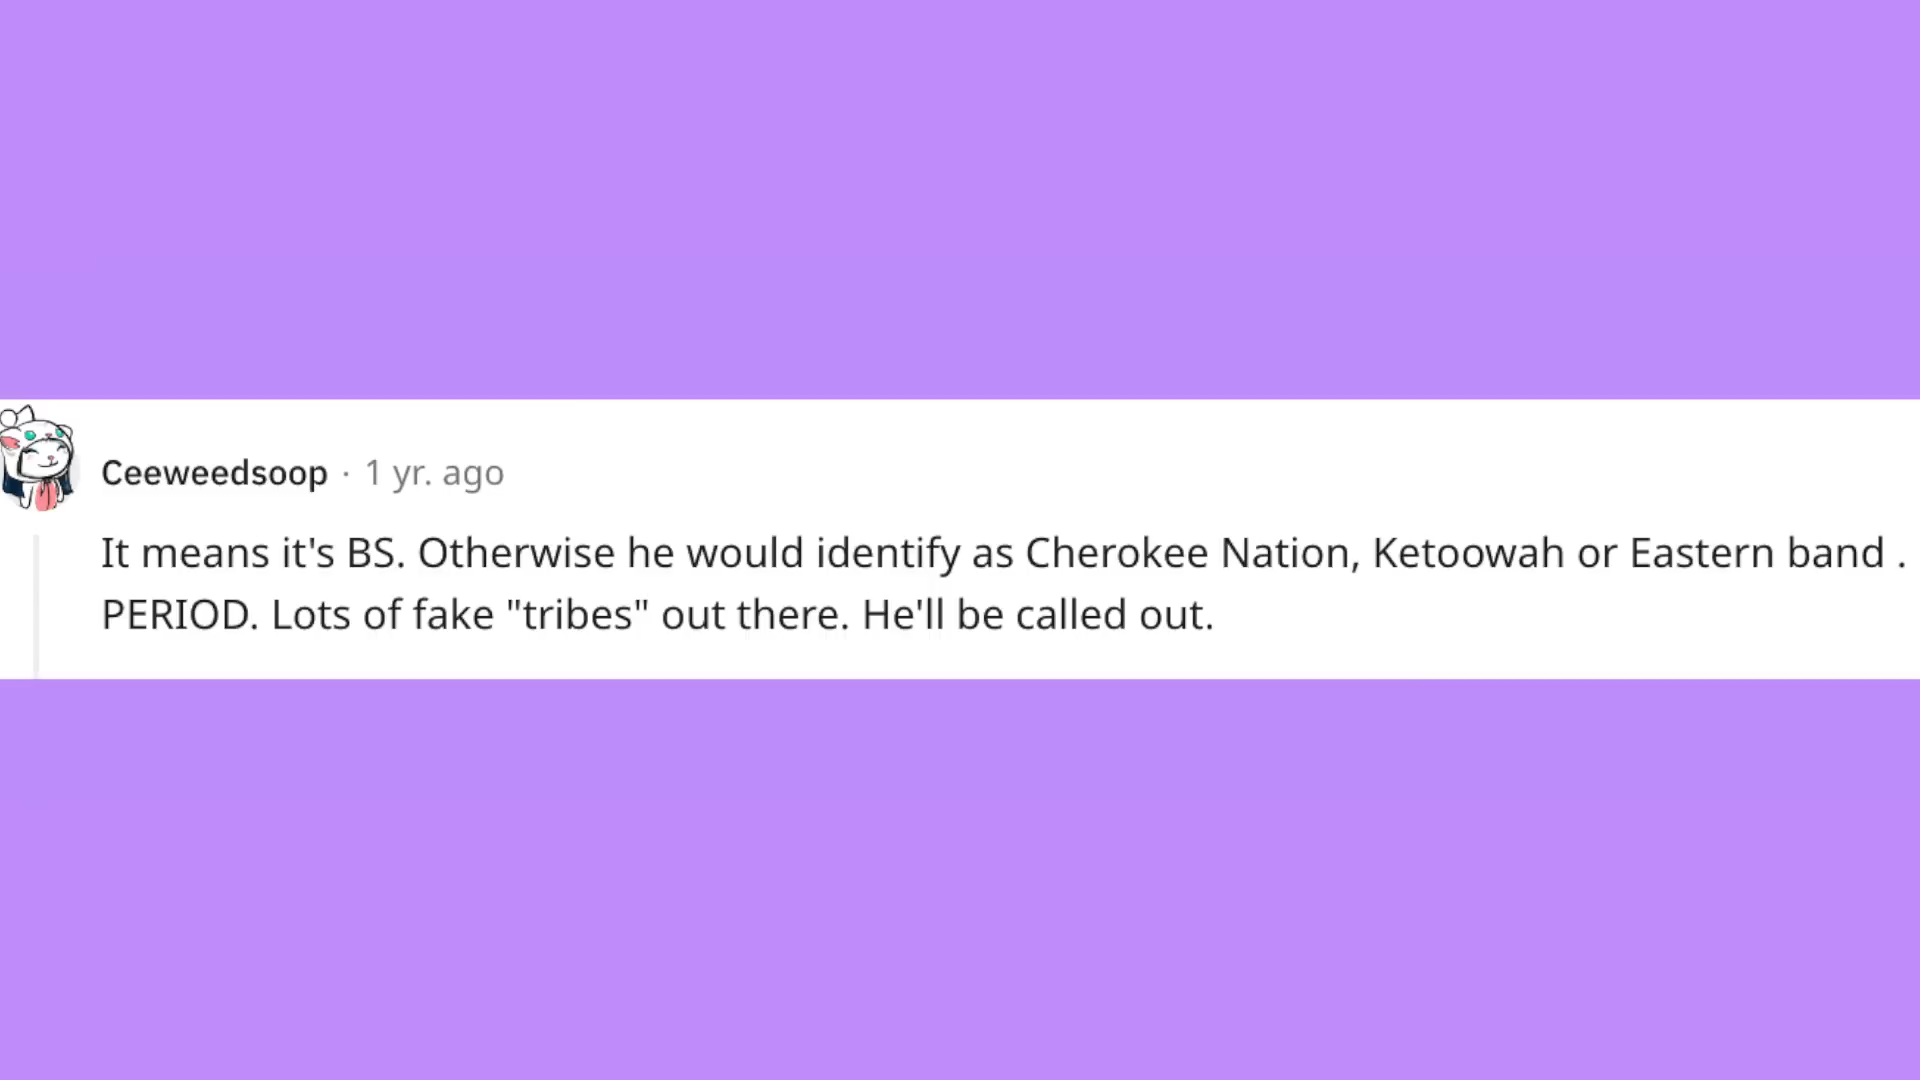 Ceeweedsoop · 1 yr. ago
It means it's BS. Otherwise he would identify as Cherokee Nation, Ketoowah or Eastern band .
PERIOD. Lots of fake "tribes" out there. He'll be called out.